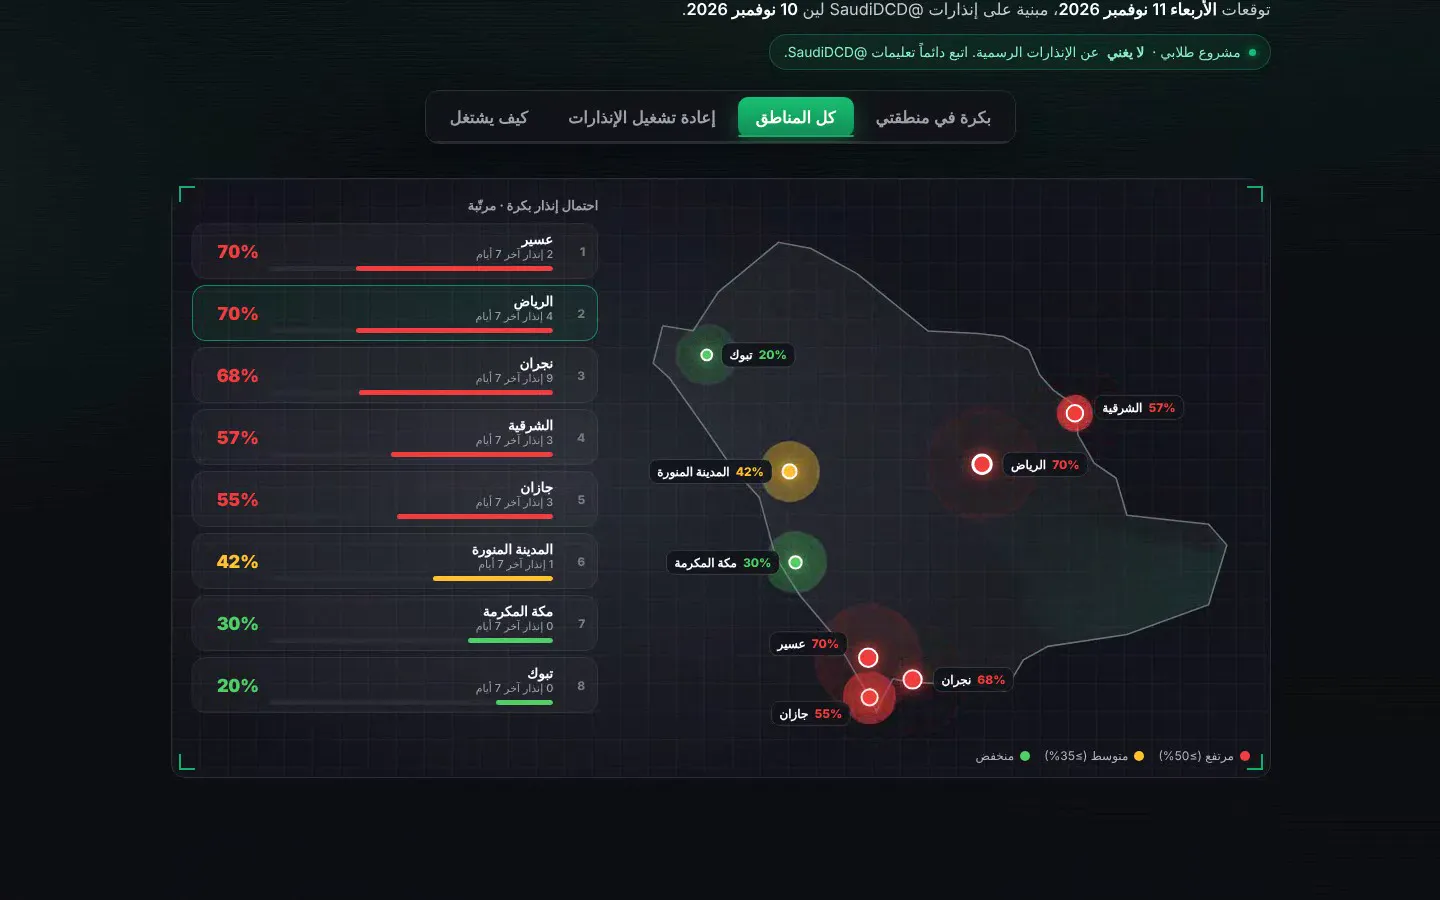 توقعات الأربعاء 11 نوفمبر 2026، مبنية على إنذارات @SaudiDCD لين 10 نوفمبر 2026.
مشروع طلابي · لا يغني عن الإنذارات الرسمية. اتبع دائماً تعليمات @SaudiDCD.
بكرة في منطقتي
كل المناطق
إعادة تشغيل الإنذارات
كيف يشتغل
تبوك 20%
الشرقية 57%
الرياض 70%
المدينة المنورة 42%
مكة المكرمة 30%
عسير 70%
نجران 68%
جازان 55%
مرتفع (≥50%)
متوسط (≥35%)
منخفض
احتمال إنذار بكرة · مرتّبة
1 عسير 70%
2 إنذار آخر 7 أيام
2 الرياض 70%
4 إنذار آخر 7 أيام
3 نجران 68%
9 إنذار آخر 7 أيام
4 الشرقية 57%
3 إنذار آخر 7 أيام
5 جازان 55%
3 إنذار آخر 7 أيام
6 المدينة المنورة 42%
1 إنذار آخر 7 أيام
7 مكة المكرمة 30%
0 إنذار آخر 7 أيام
8 تبوك 20%
0 إنذار آخر 7 أيام